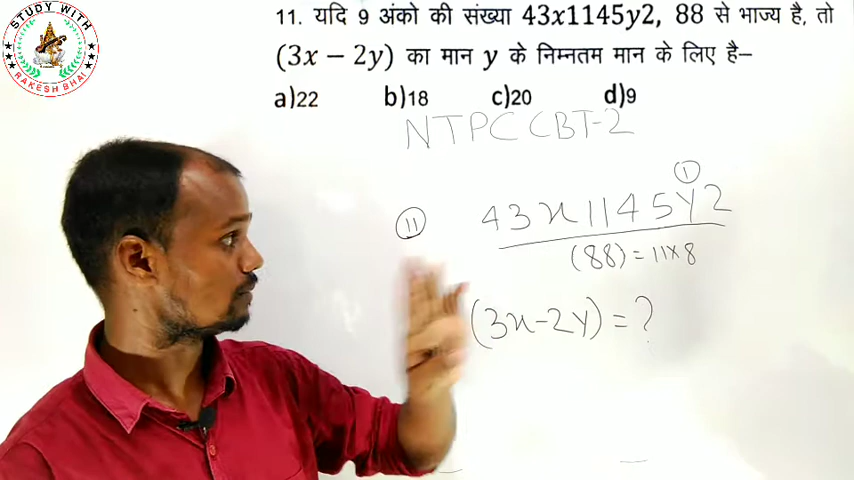 STUDY WITH
RAKESH BHAI
11. यदि 9 अंको की संख्या 43x1145y2, 88 से भाज्य है, तो
(3x − 2y) का मान y के निम्नतम मान के लिए है–
a)22 b)18 c)20 d)9
NTPC CBT-2
1
11 43x1145y2
(88) = 11×8
(3x-2y) = ?